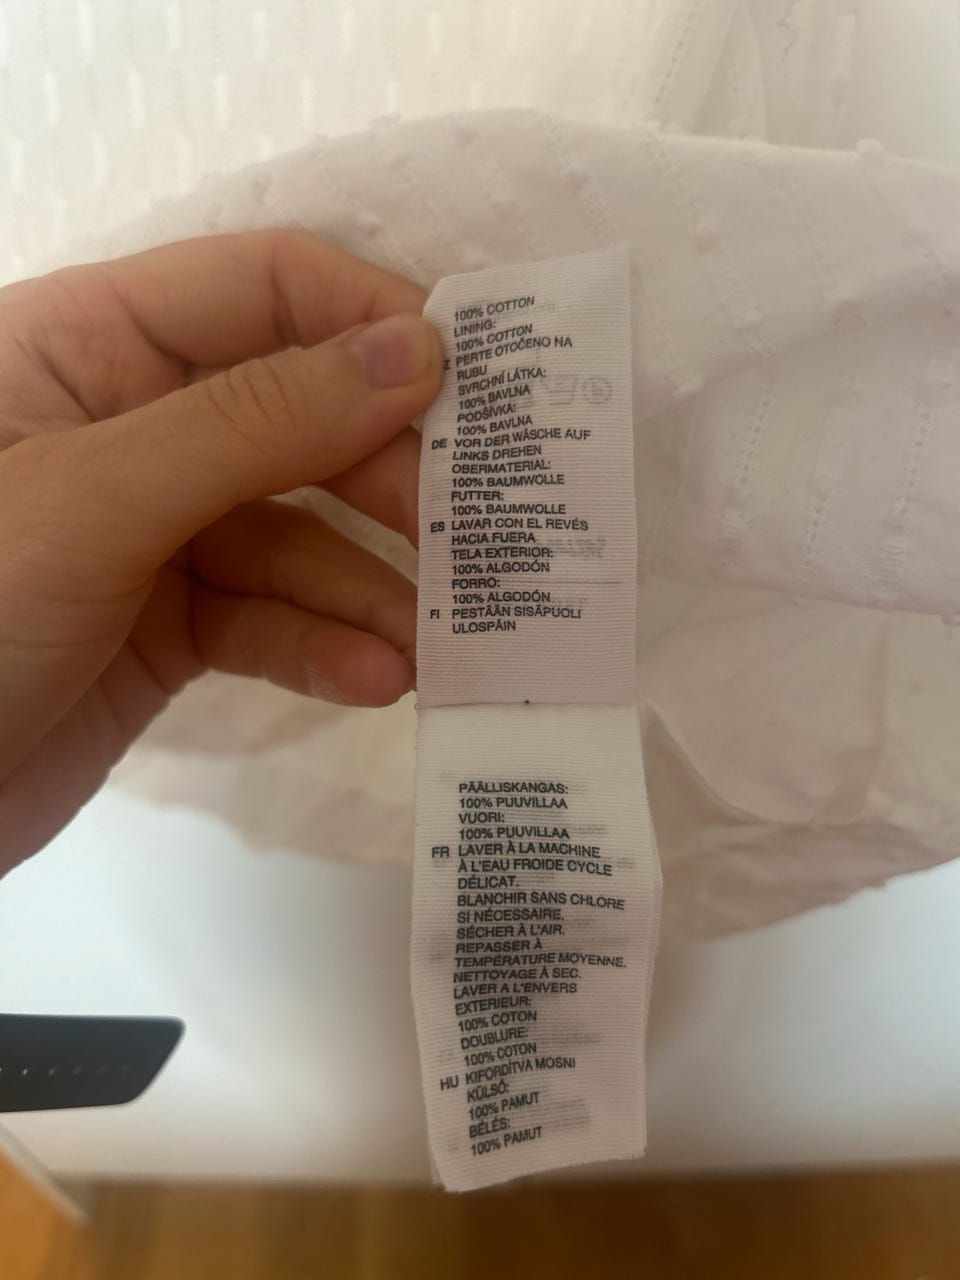 100% COTTON
LINING:
100% COTTON
PERTE OTOČENO NA
RUBU
SVRCHNÍ LÁTKA:
100% BAVLNA
PODŠÍVKA:
100% BAVLNA
DE VOR DER WÄSCHE AUF
LINKS DREHEN
OBERMATERIAL:
100% BAUMWOLLE
FUTTER:
100% BAUMWOLLE
ES LAVAR CON EL REVÉS
HACIA FUERA
TELA EXTERIOR:
100% ALGODÓN
FORRO:
100% ALGODÓN
FI PESTÄÄN SISÄPUOLI
ULOSPÄIN
PÄÄLLISKANGAS:
100% PUUVILLAA
VUORI:
100% PUUVILLAA
FR LAVER À LA MACHINE
À L'EAU FROIDE CYCLE
DÉLICAT.
BLANCHIR SANS CHLORE
SI NÉCESSAIRE.
SÉCHER À L'AIR.
REPASSER À
TEMPÉRATURE MOYENNE.
NETTOYAGE À SEC.
LAVER A L'ENVERS
EXTERIEUR:
100% COTON
DOUBLURE:
100% COTON
HU KIFORDÍTVA MOSNI
KÜLSŐ:
100% PAMUT
BÉLÉS:
100% PAMUT